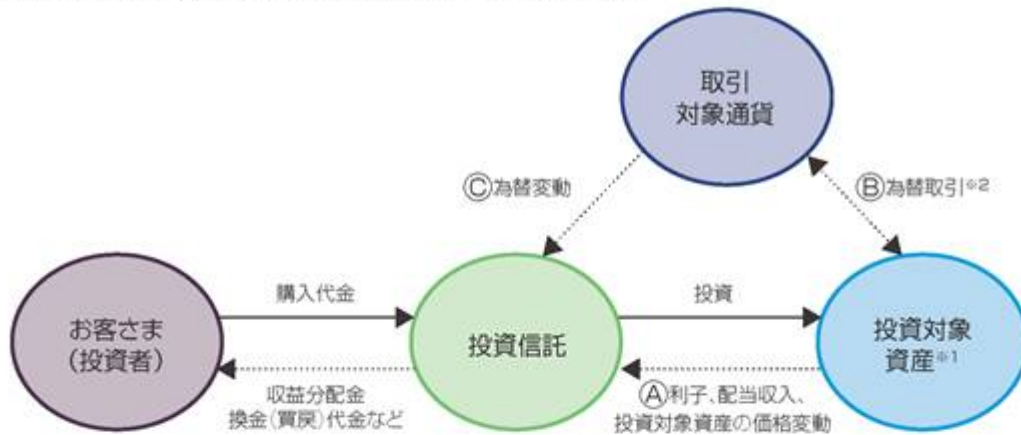 取引
対象通貨
Ⓒ為替変動
Ⓑ為替取引※2
購入代金
投資
お客さま
(投資者)
投資信託
投資対象
資産※1
収益分配金
換金(買戻)代金など
Ⓐ利子、配当収入、
投資対象資産の価格変動